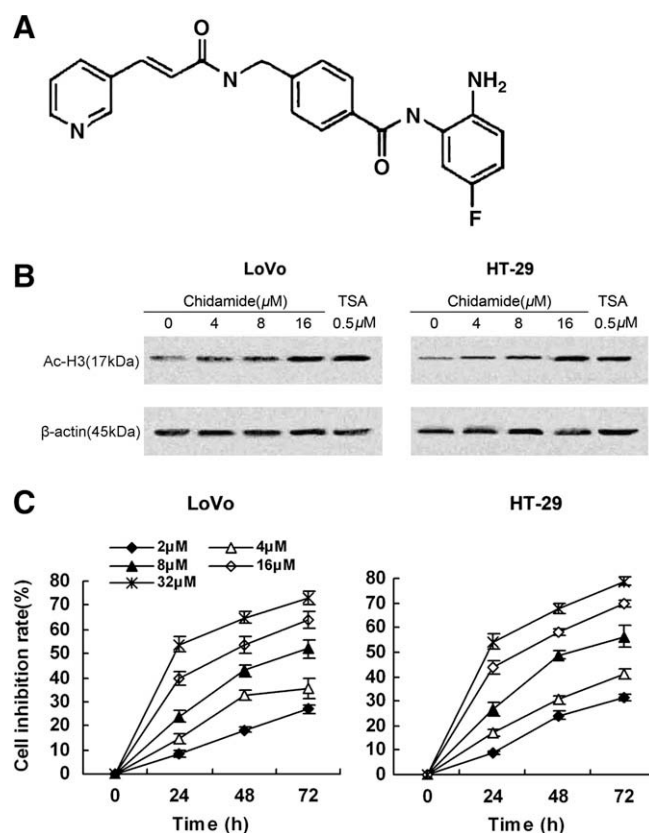 A
O
N
H
NH₂
N
H
N
O
F
B
LoVo
HT-29
Chidamide(µM)
TSA
Chidamide(µM)
TSA
0 4 8 16 0.5µM
0 4 8 16 0.5µM
Ac-H3(17kDa)
β-actin(45kDa)
C
LoVo
HT-29
2µM 4µM
8µM 16µM
32µM
Cell inhibition rate(%)
80
70
60
50
40
30
20
10
0
0 24 48 72
Time (h)
80
70
60
50
40
30
20
10
0
0 24 48 72
Time (h)